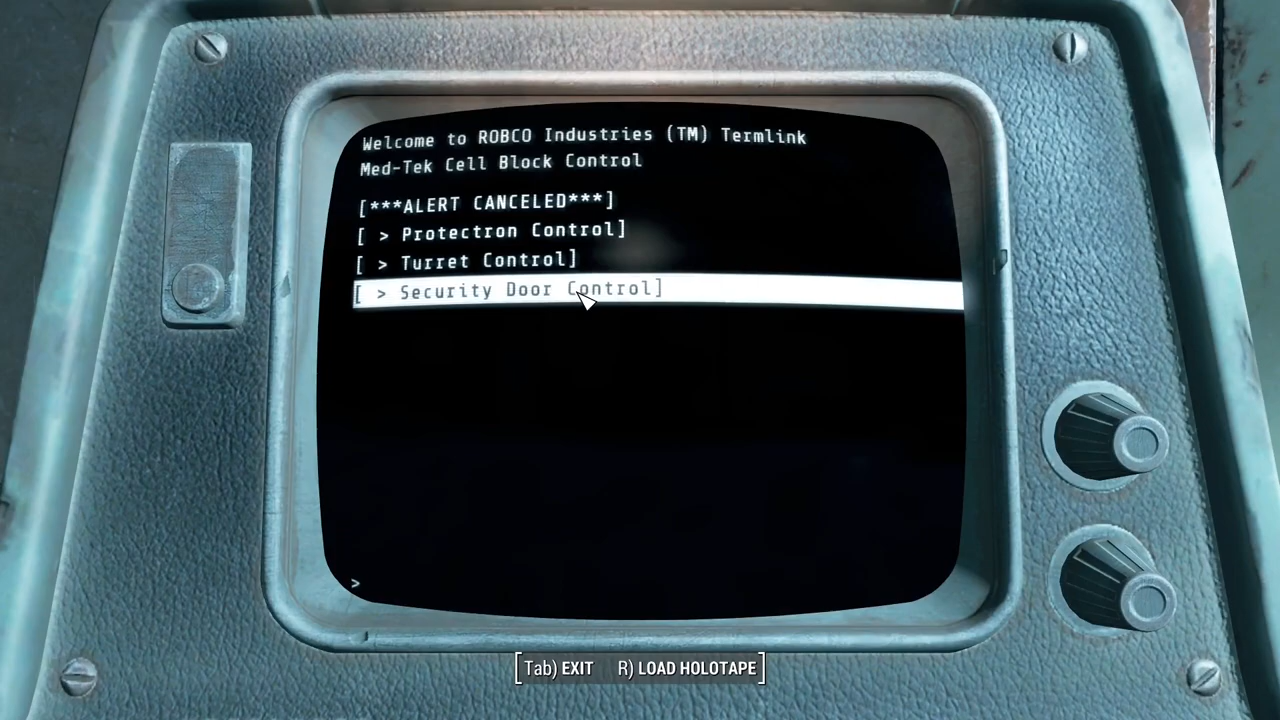 Welcome to ROBCO Industries (TM) Termlink
Med-Tek Cell Block Control
[***ALERT CANCELED***]
[ > Protectron Control]
[ > Turret Control]
[ > Security Door Control]
>
[Tab) EXIT R) LOAD HOLOTAPE]